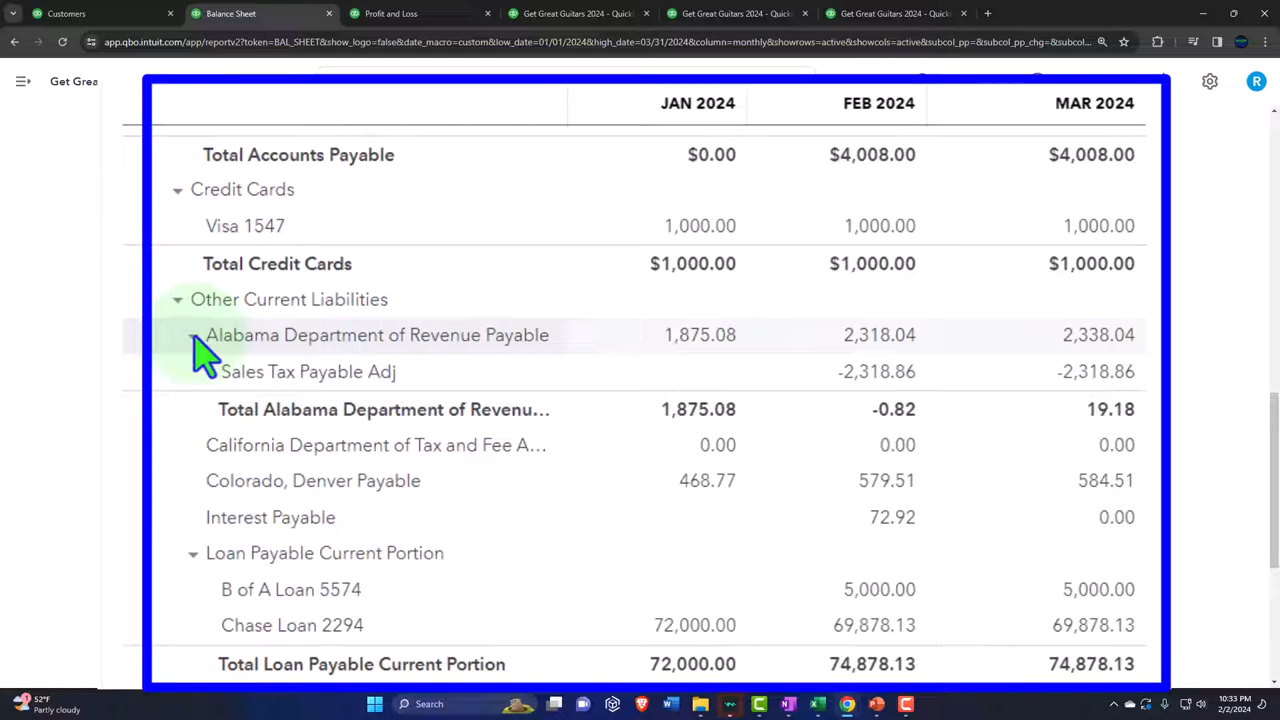 Customers
Balance Sheet
Profit and Loss
Get Great Guitars 2024 - Quick
Get Great Guitars 2024 - Quick
Get Great Guitars 2024 - Quick
app.qbo.intuit.com/app/reportv2?token=BAL_SHEET&show_logo=false&date_macro=custom&low_date=01/01/2024&high_date=03/31/2024&column=monthly&showrows=active&showcols=active&subcol_pp=&subcol_pp_chg=&subcol...
Get Grea
R
JAN 2024 FEB 2024 MAR 2024
Total Accounts Payable $0.00 $4,008.00 $4,008.00
Credit Cards
Visa 1547 1,000.00 1,000.00 1,000.00
Total Credit Cards $1,000.00 $1,000.00 $1,000.00
Other Current Liabilities
Alabama Department of Revenue Payable 1,875.08 2,318.04 2,338.04
Sales Tax Payable Adj -2,318.86 -2,318.86
Total Alabama Department of Revenu... 1,875.08 -0.82 19.18
California Department of Tax and Fee A... 0.00 0.00 0.00
Colorado, Denver Payable 468.77 579.51 584.51
Interest Payable 72.92 0.00
Loan Payable Current Portion
B of A Loan 5574 5,000.00 5,000.00
Chase Loan 2294 72,000.00 69,878.13 69,878.13
Total Loan Payable Current Portion 72,000.00 74,878.13 74,878.13
1
52°F
Partly cloudy
Search
10:33 PM
2/2/2024